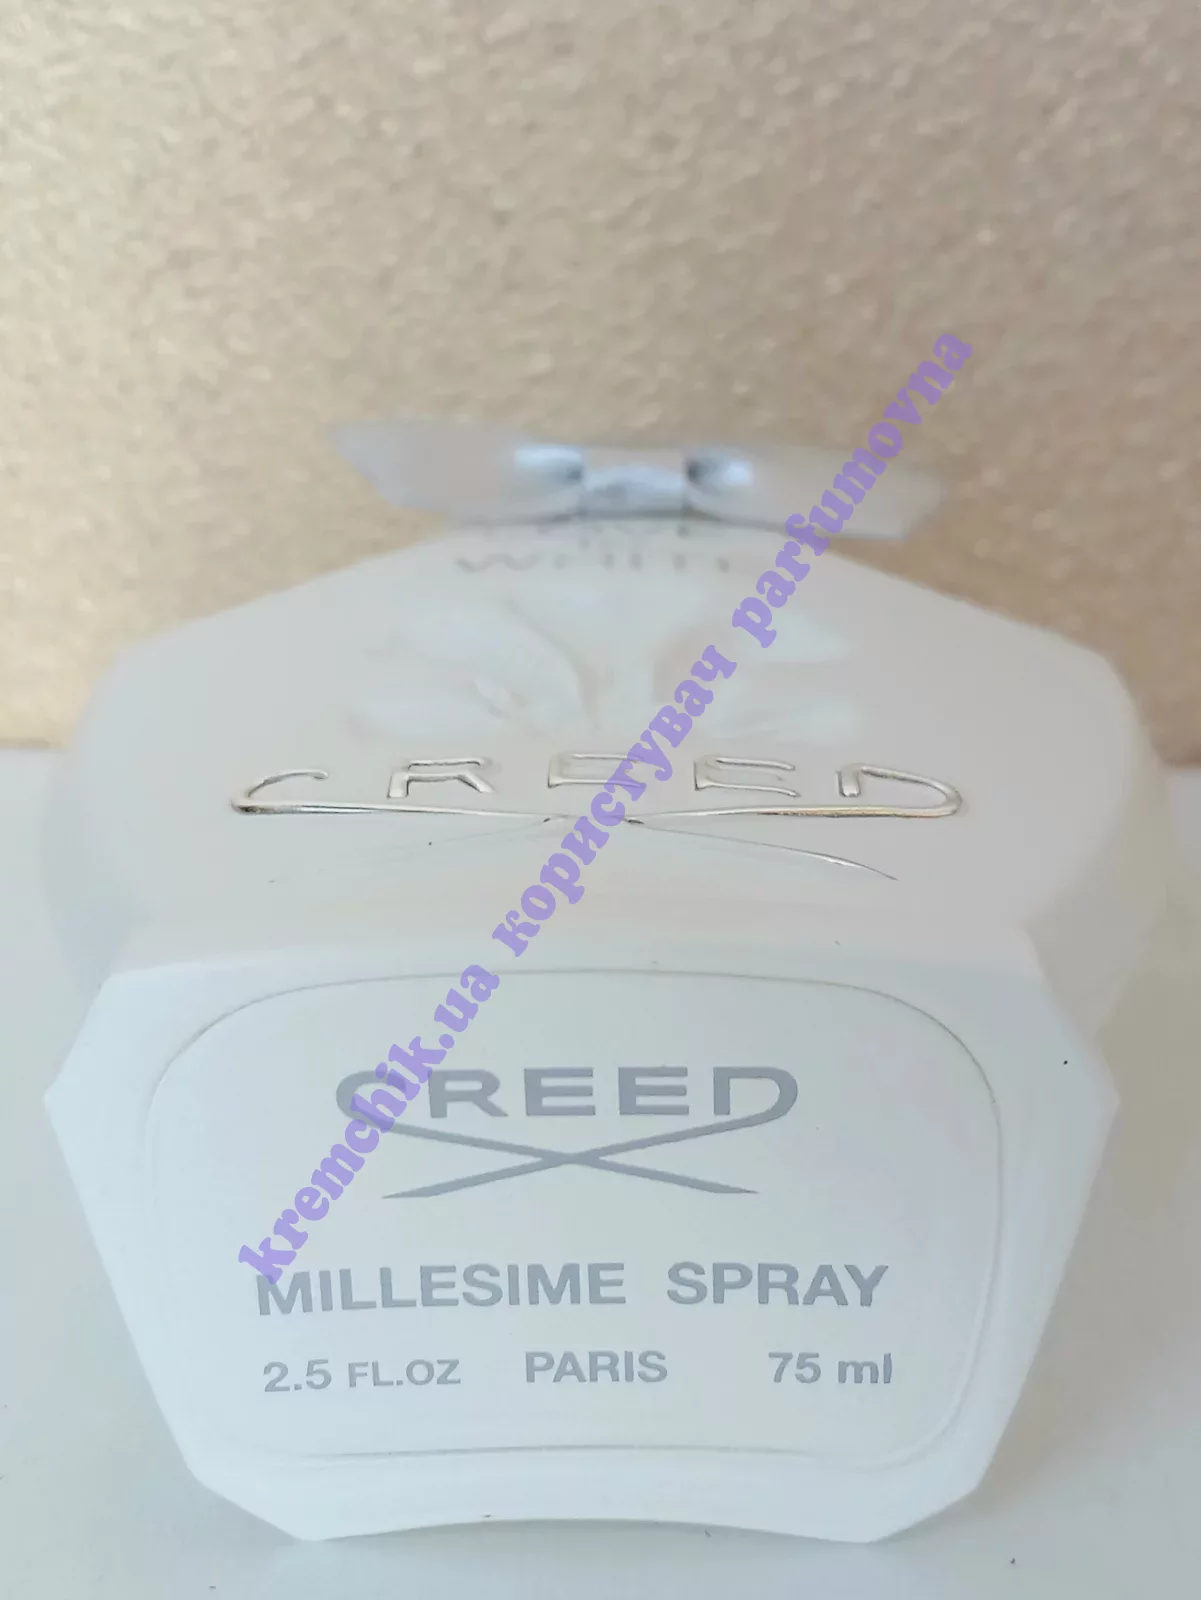 CREED
CREED
MILLESIME SPRAY
2.5 FL.OZ PARIS 75 ml
kremchik.ua користувач parfumovna